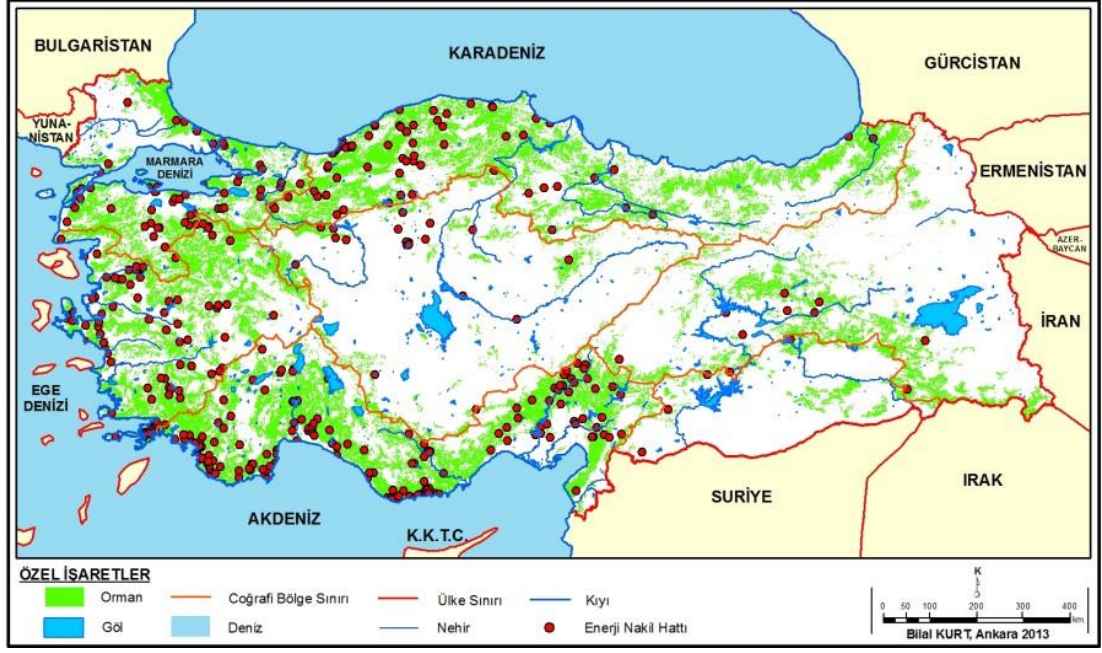 BULGARİSTAN
KARADENİZ
GÜRCİSTAN
YUNA-
NİSTAN
MARMARA
DENİZİ
ERMENİSTAN
AZER-
BAYCAN
İRAN
EGE
DENİZİ
AKDENİZ
K.K.T.C.
SURİYE
IRAK
ÖZEL İŞARETLER
Orman
Coğrafi Bölge Sınırı
Ülke Sınırı
Kıyı
Göl
Deniz
Nehir
Enerji Nakil Hattı
K
0 50 100 200 300 400
km
Bilal KURT, Ankara 2013